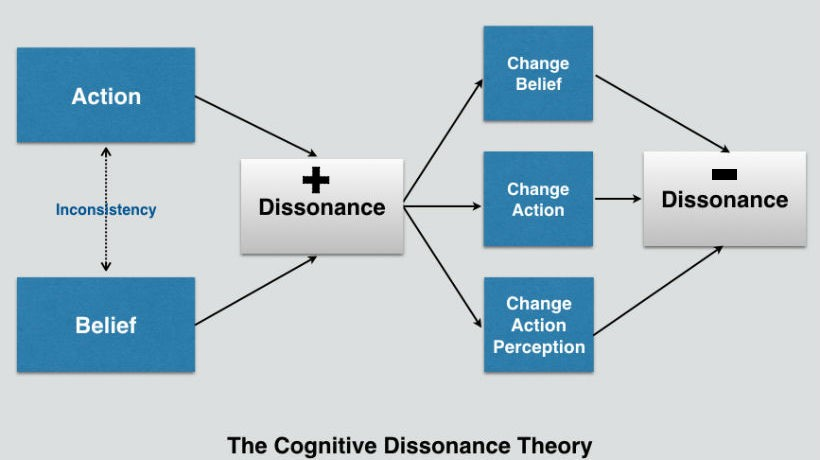 Action
Inconsistency
Belief
+
Dissonance
Change
Belief
Change
Action
Change
Action
Perception
-
Dissonance
The Cognitive Dissonance Theory